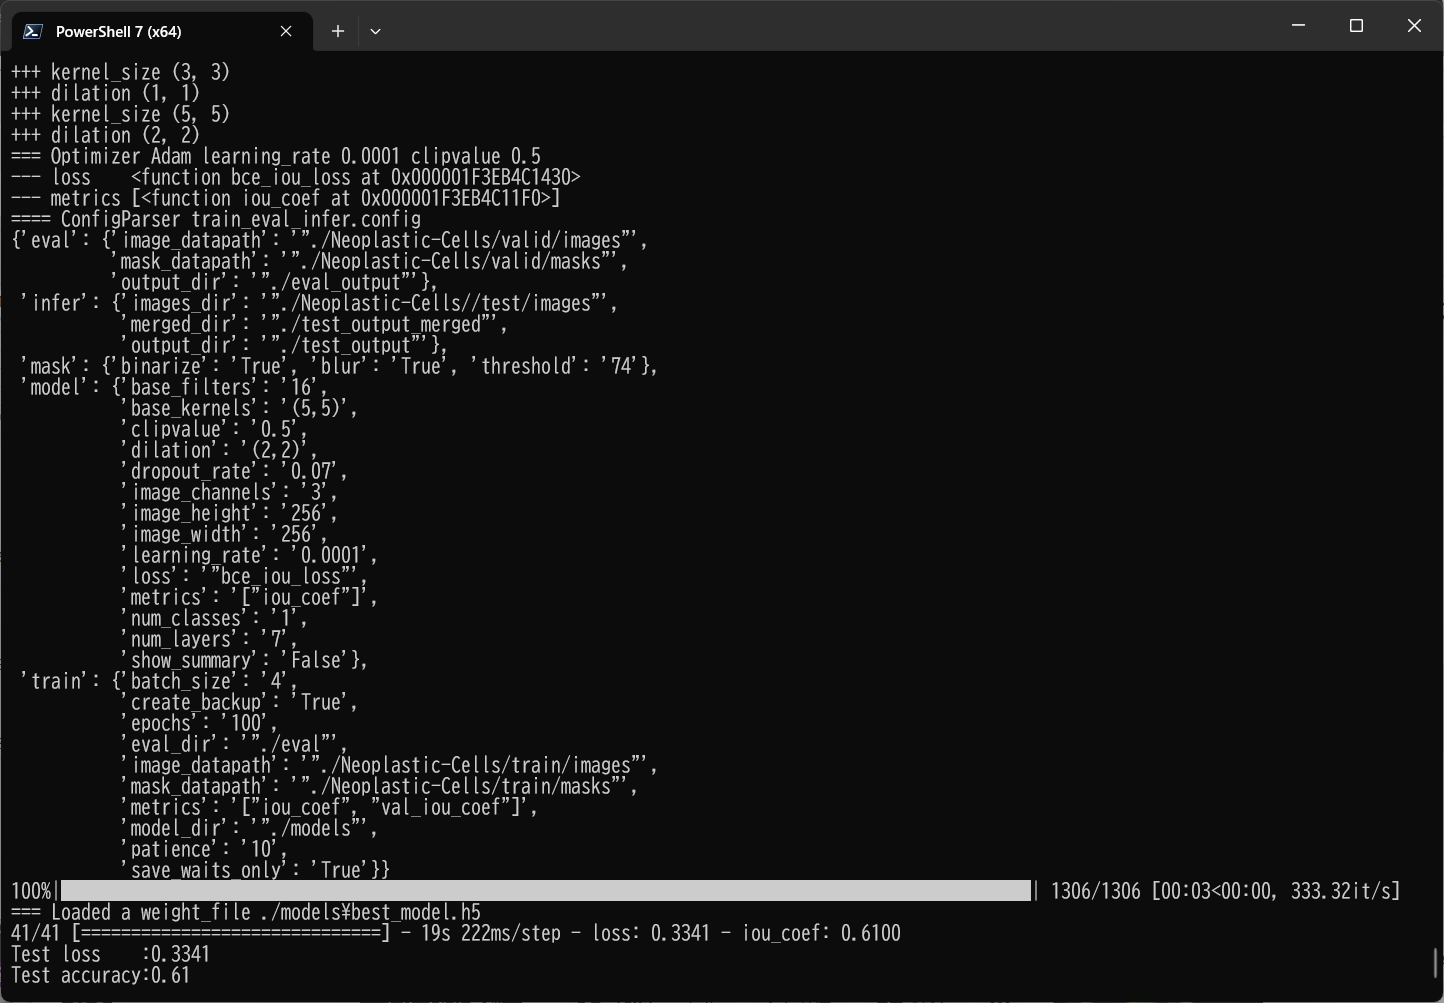 PowerShell 7 (x64)
+++ kernel_size (3, 3)
+++ dilation (1, 1)
+++ kernel_size (5, 5)
+++ dilation (2, 2)
=== Optimizer Adam learning_rate 0.0001 clipvalue 0.5
--- loss    <function bce_iou_loss at 0x000001F3EB4C1430>
--- metrics [<function iou_coef at 0x000001F3EB4C11F0>]
==== ConfigParser train_eval_infer.config
{'eval': {'image_datapath': '"./Neoplastic-Cells/valid/images"',
          'mask_datapath': '"./Neoplastic-Cells/valid/masks"',
          'output_dir': '"./eval_output"'},
 'infer': {'images_dir': '"./Neoplastic-Cells//test/images"',
           'merged_dir': '"./test_output_merged"',
           'output_dir': '"./test_output"'},
 'mask': {'binarize': 'True', 'blur': 'True', 'threshold': '74'},
 'model': {'base_filters': '16',
           'base_kernels': '(5,5)',
           'clipvalue': '0.5',
           'dilation': '(2,2)',
           'dropout_rate': '0.07',
           'image_channels': '3',
           'image_height': '256',
           'image_width': '256',
           'learning_rate': '0.0001',
           'loss': '"bce_iou_loss"',
           'metrics': '["iou_coef"]',
           'num_classes': '1',
           'num_layers': '7',
           'show_summary': 'False'},
 'train': {'batch_size': '4',
           'create_backup': 'True',
           'epochs': '100',
           'eval_dir': '"./eval"',
           'image_datapath': '"./Neoplastic-Cells/train/images"',
           'mask_datapath': '"./Neoplastic-Cells/train/masks"',
           'metrics': '["iou_coef", "val_iou_coef"]',
           'model_dir': '"./models"',
           'patience': '10',
           'save_waits_only': 'True'}}
100%| | 1306/1306 [00:03<00:00, 333.32it/s]
=== Loaded a weight_file ./models¥best_model.h5
41/41 [==============================] - 19s 222ms/step - loss: 0.3341 - iou_coef: 0.6100
Test loss    :0.3341
Test accuracy:0.61